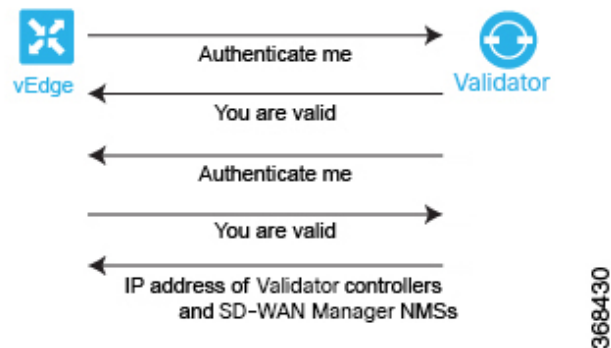 vEdge
Validator
Authenticate me
You are valid
Authenticate me
You are valid
IP address of Validator controllers
and SD-WAN Manager NMSs
368430